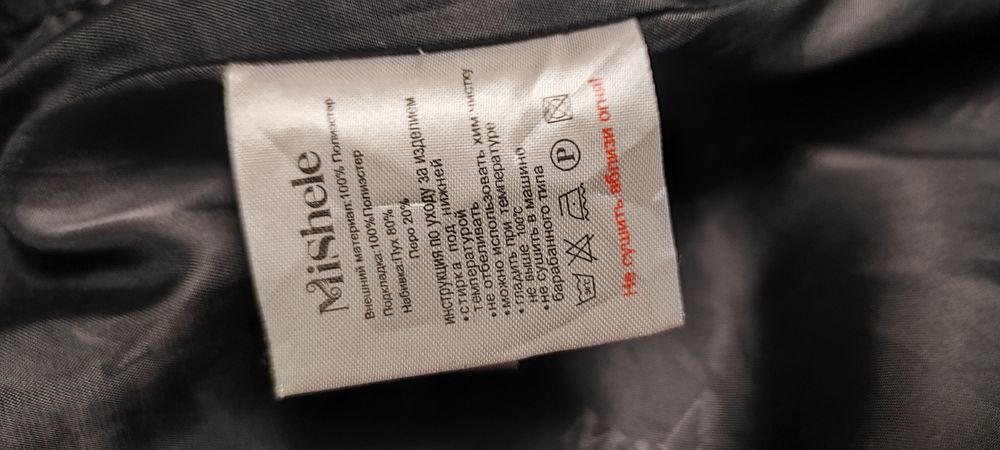 MiShele
Внешний материал:100% Полиэстер
Подкладка:100%Полиэстер
Набивка:Пух 80%
Перо 20%
инструкция по уходу за изделием
•стирка под нижней
температурой
•не отбеливать
•можно использовать хим чистку
•гладить при температуре
не выше 100°C
•не сушить в машино
барабанного типа
P
Не сушить вблизи огня!